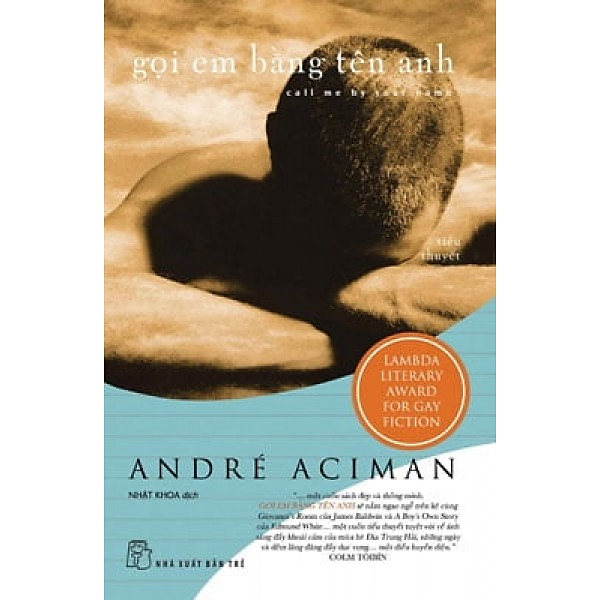 gọi em bằng tên anh
call me by your name
tiểu
thuyết
LAMBDA
LITERARY
AWARD
FOR GAY
FICTION
ANDRÉ ACIMAN
NHẬT KHOA dịch
"... một cuốn sách đẹp và thông minh.
GỌI EM BẰNG TÊN ANH sẽ nằm ngạo nghễ trên kệ cùng
Giovanni's Room của James Baldwin và A Boy's Own Story
của Edmund White... một cuốn tiểu thuyết tuyệt vời về ánh
sáng đầy khoái cảm của mùa hè Địa Trung Hải, những ngày
và đêm lãng đãng đầy dục vọng... một điều huyền diệu."
COLM TÓIBÍN
NHÀ XUẤT BẢN TRẺ